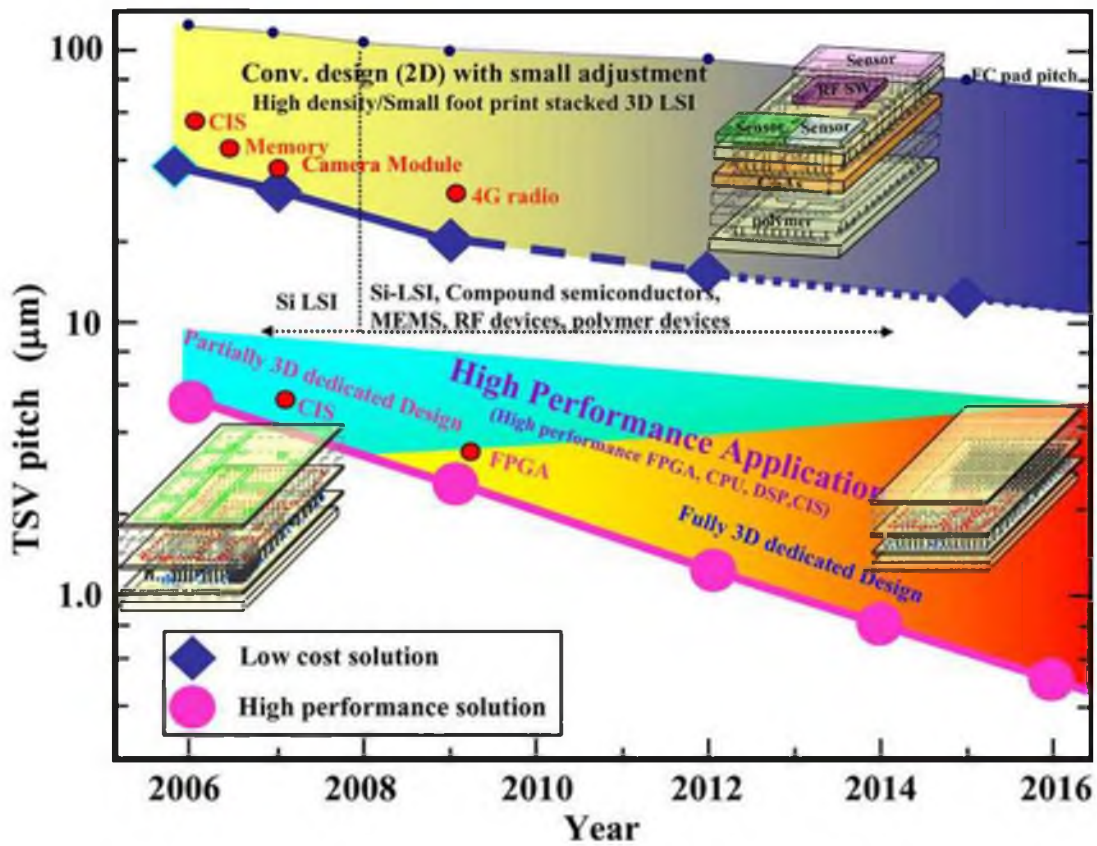 100
10
1.0
TSV pitch (μm)
Conv. design (2D) with small adjustment
High density/Small foot print stacked 3D LSI
CIS
Memory
Camera Module
4G radio
Sensor
RF SW
Sensor
Sensor
polymer
FC pad pitch
Si LSI
Si-LSI, Compound semiconductors,
MEMS, RF devices, polymer devices
Partially 3D dedicated Design
CIS
FPGA
High Performance Application
(High performance FPGA, CPU, DSP,CIS)
Fully 3D dedicated Design
Low cost solution
High performance solution
2006
2008
2010
2012
2014
2016
Year